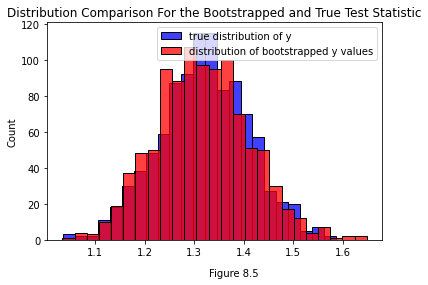 Distribution Comparison For the Bootstrapped and True Test Statistic
true distribution of y
distribution of bootstrapped y values
120
100
80
60
40
20
0
Count
1.1 1.2 1.3 1.4 1.5 1.6
Figure 8.5